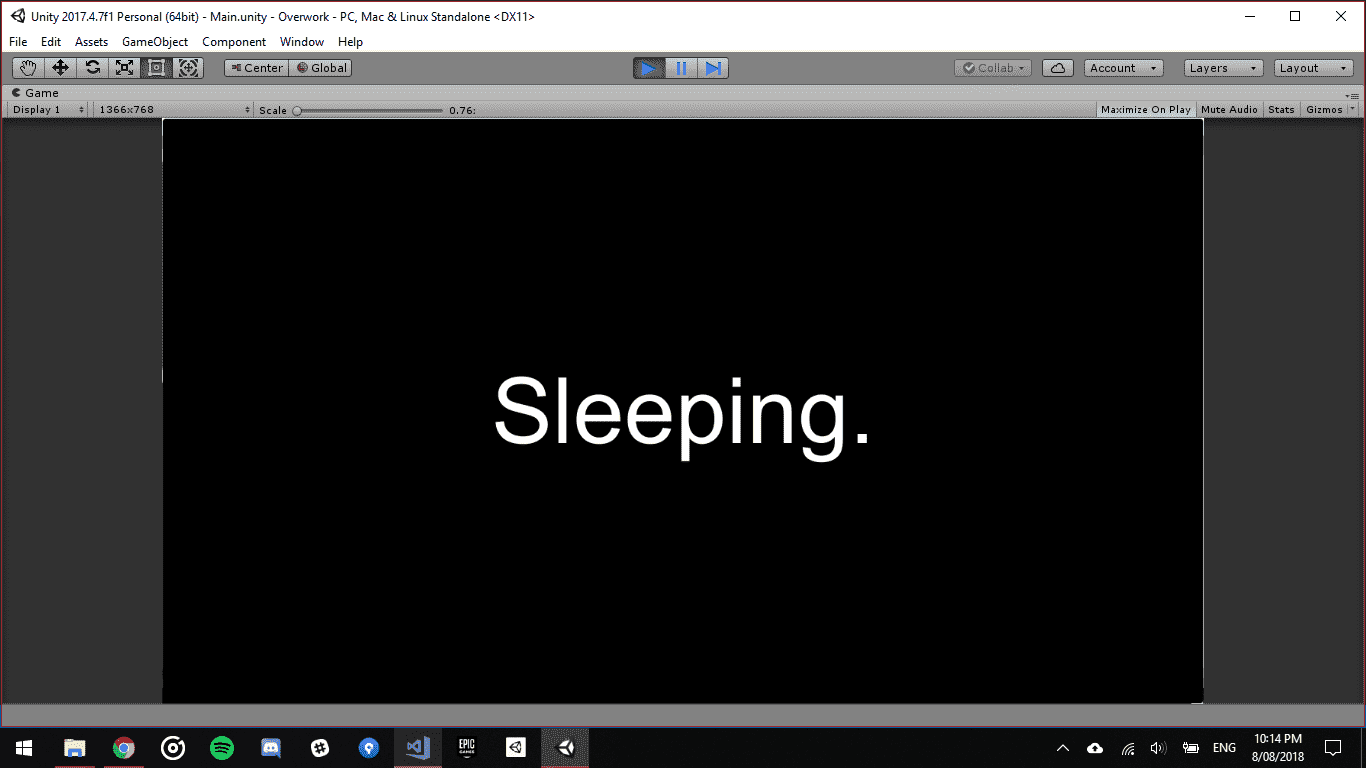 Unity 2017.4.7f1 Personal (64bit) - Main.unity - Overwork - PC, Mac & Linux Standalone <DX11>
File Edit Assets GameObject Component Window Help
Center Global Collab Account Layers Layout
Game
Display 1 1366x768 Scale 0.76: Maximize On Play Mute Audio Stats Gizmos
Sleeping.
EPIC
GAMES
ENG
10:14 PM
8/08/2018